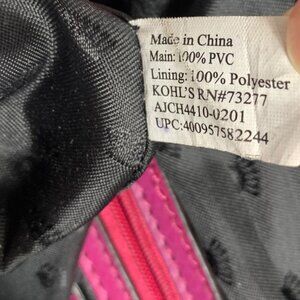 Made in China
Main: 100% PVC
Lining: 100% Polyester
KOHL'S RN#73277
AJCH4410-0201
UPC:400957582244